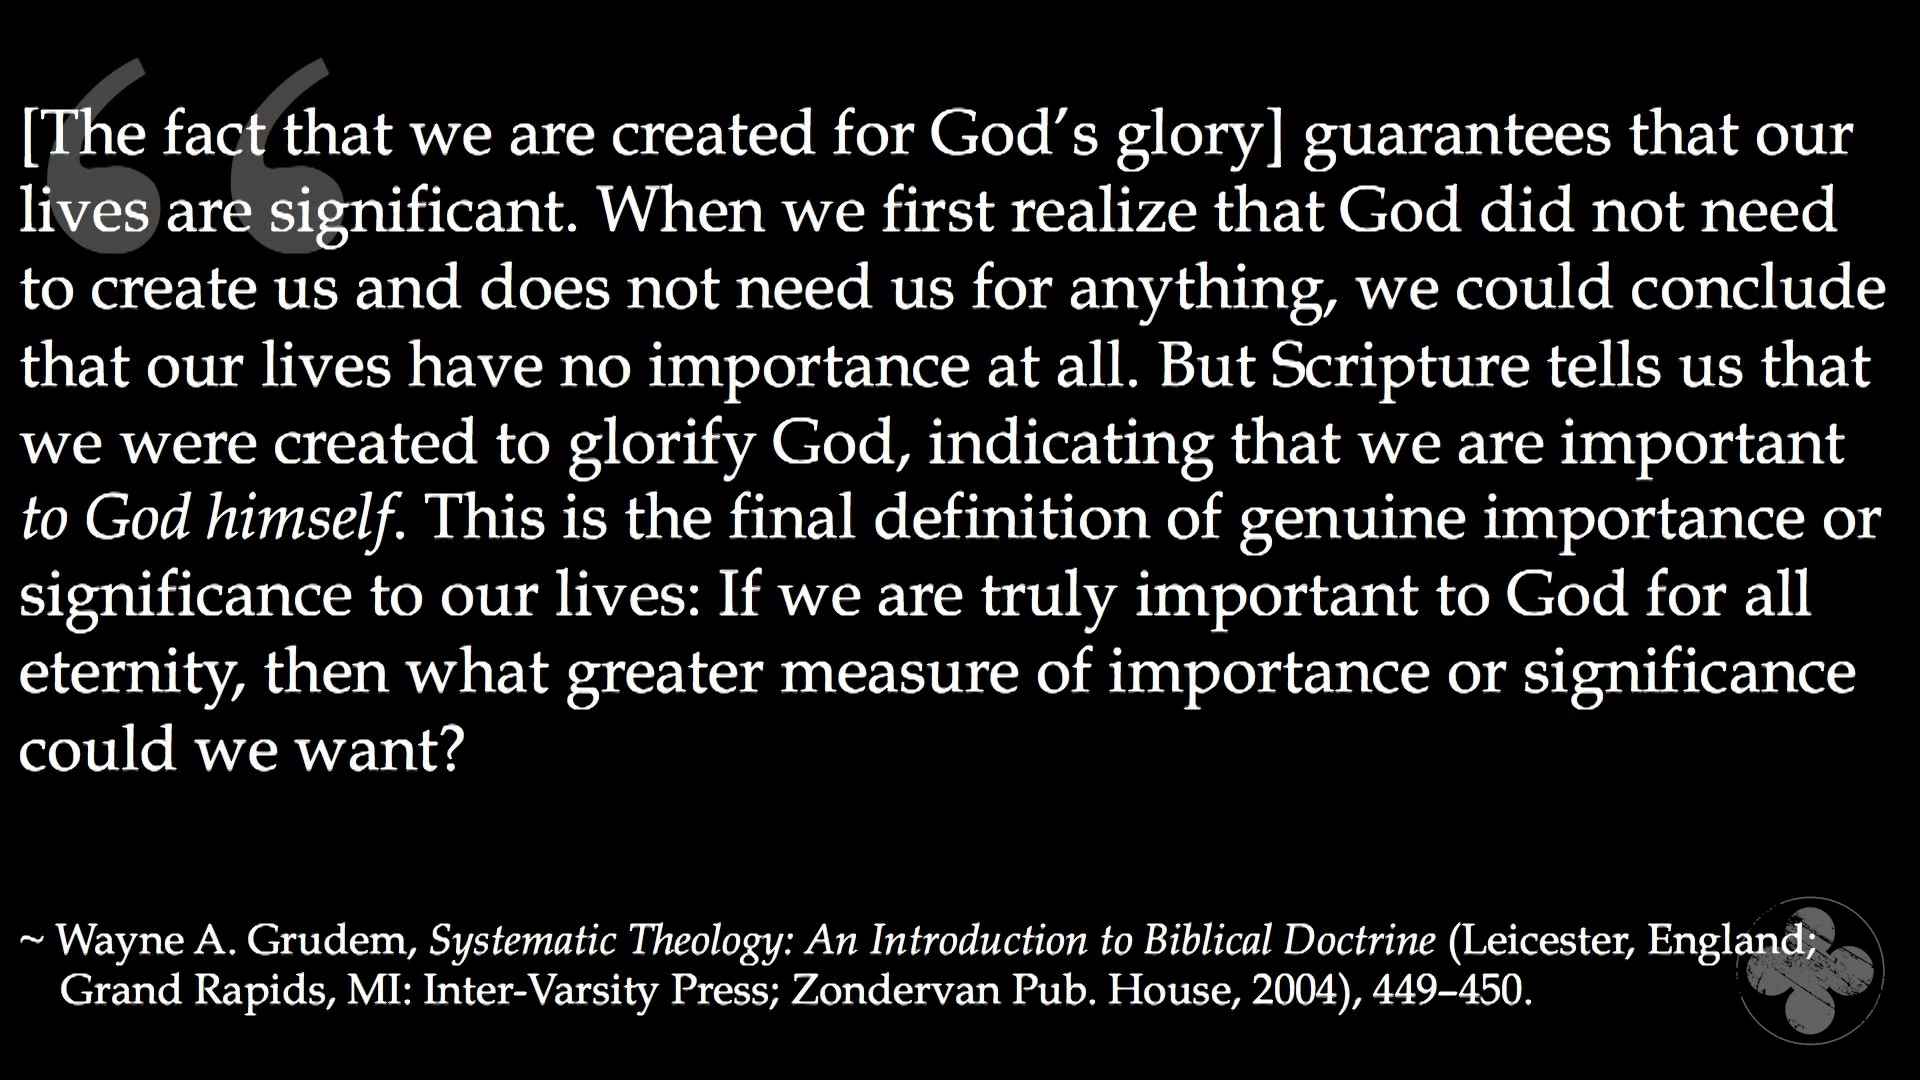 [The fact that we are created for God’s glory] guarantees that our
lives are significant. When we first realize that God did not need
to create us and does not need us for anything, we could conclude
that our lives have no importance at all. But Scripture tells us that
we were created to glorify God, indicating that we are important
to God himself. This is the final definition of genuine importance or
significance to our lives: If we are truly important to God for all
eternity, then what greater measure of importance or significance
could we want?
~ Wayne A. Grudem, Systematic Theology: An Introduction to Biblical Doctrine (Leicester, England;
Grand Rapids, MI: Inter-Varsity Press; Zondervan Pub. House, 2004), 449–450.